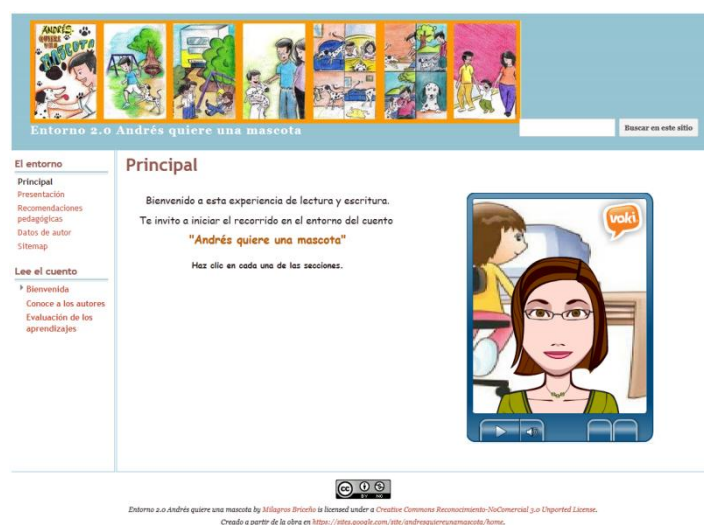 ANDRÉS
QUIERE
UNA
MASCOTA
Entorno 2.0 Andrés quiere una mascota
Buscar en este sitio
El entorno
Principal
Presentación
Recomendaciones
pedagógicas
Datos de autor
Sitemap
Lee el cuento
Bienvenida
Conoce a los autores
Evaluación de los
aprendizajes
Principal
Bienvenido a esta experiencia de lectura y escritura.
Te invito a iniciar el recorrido en el entorno del cuento
"Andrés quiere una mascota"
Haz clic en cada una de las secciones.
voki
cc
BY NC
Entorno 2.0 Andrés quiere una mascota by Milagros Briceño is licensed under a Creative Commons Reconocimiento-NoComercial 3.0 Unported License.
Creado a partir de la obra en https://sites.google.com/site/andresquiereunamascota/home.